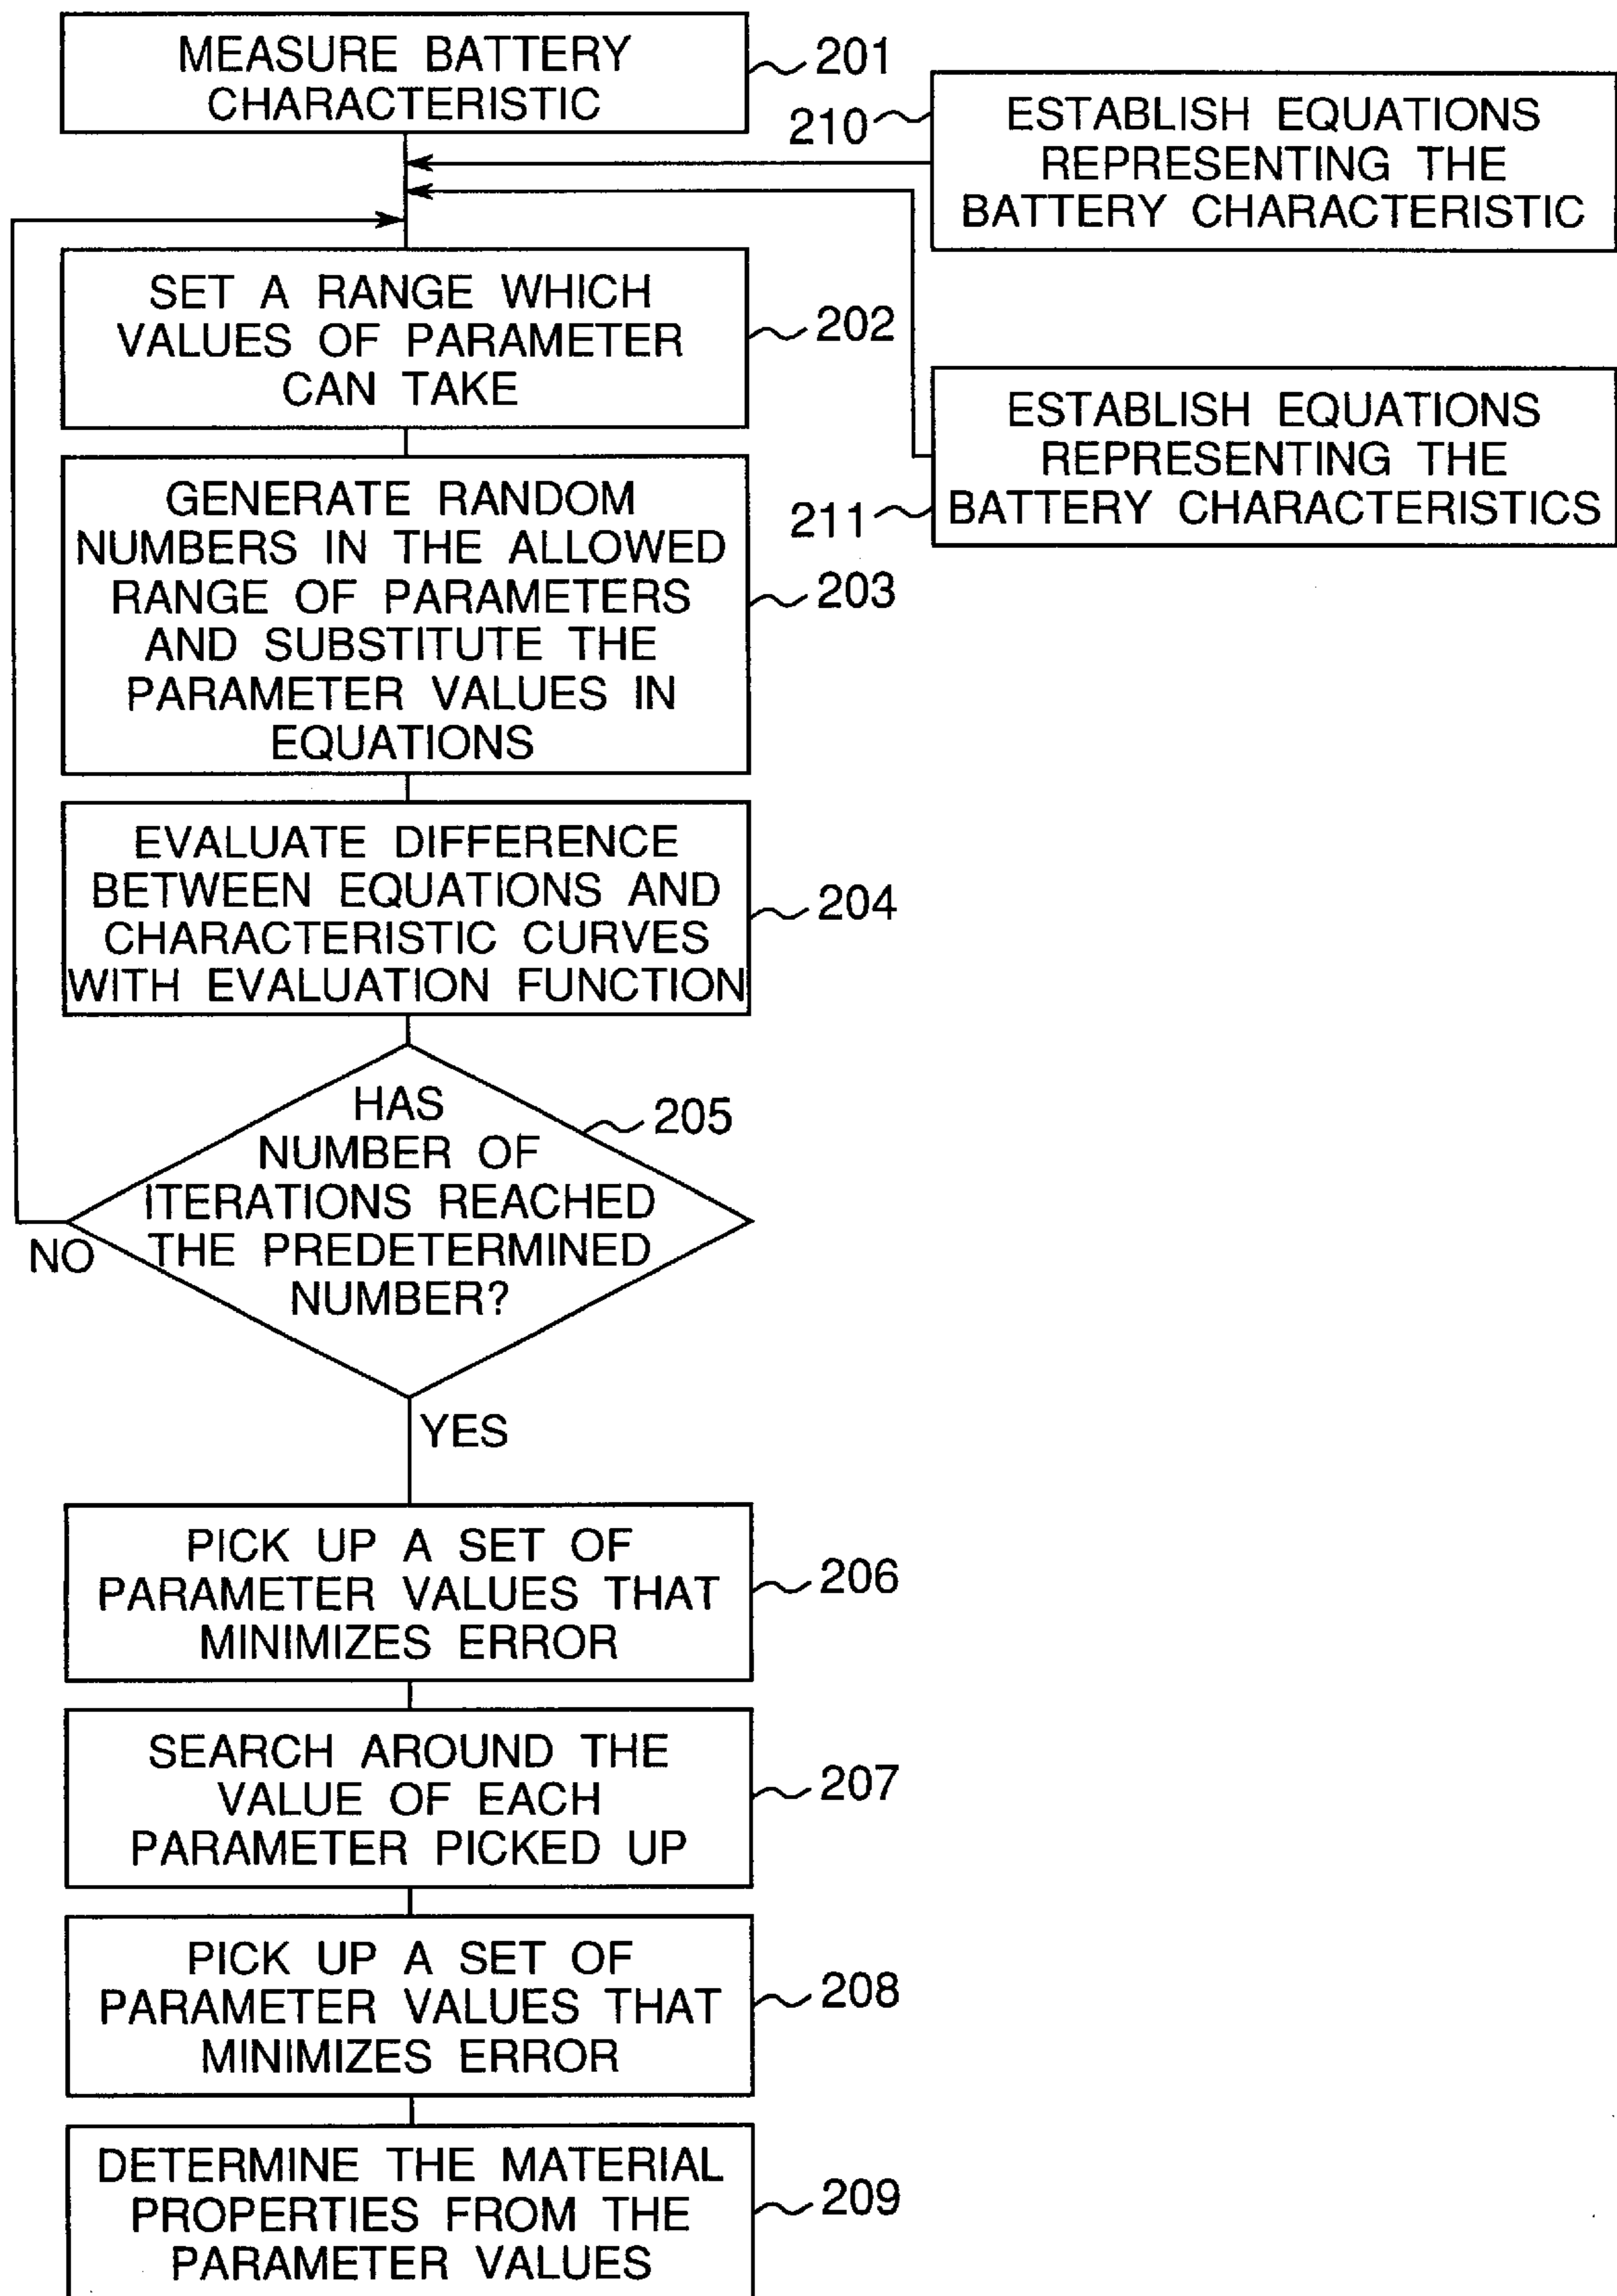 MEASURE BATTERY
CHARACTERISTIC
201
210
ESTABLISH EQUATIONS
REPRESENTING THE
BATTERY CHARACTERISTIC
SET A RANGE WHICH
VALUES OF PARAMETER
CAN TAKE
202
ESTABLISH EQUATIONS
REPRESENTING THE
BATTERY CHARACTERISTICS
211
GENERATE RANDOM
NUMBERS IN THE ALLOWED
RANGE OF PARAMETERS
AND SUBSTITUTE THE
PARAMETER VALUES IN
EQUATIONS
203
EVALUATE DIFFERENCE
BETWEEN EQUATIONS AND
CHARACTERISTIC CURVES
WITH EVALUATION FUNCTION
204
HAS
NUMBER OF
ITERATIONS REACHED
THE PREDETERMINED
NUMBER?
205
NO
YES
PICK UP A SET OF
PARAMETER VALUES THAT
MINIMIZES ERROR
206
SEARCH AROUND THE
VALUE OF EACH
PARAMETER PICKED UP
207
PICK UP A SET OF
PARAMETER VALUES THAT
MINIMIZES ERROR
208
DETERMINE THE MATERIAL
PROPERTIES FROM THE
PARAMETER VALUES
209